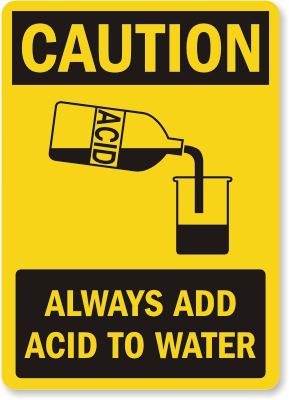 CAUTION
ACID
ALWAYS ADD
ACID TO WATER